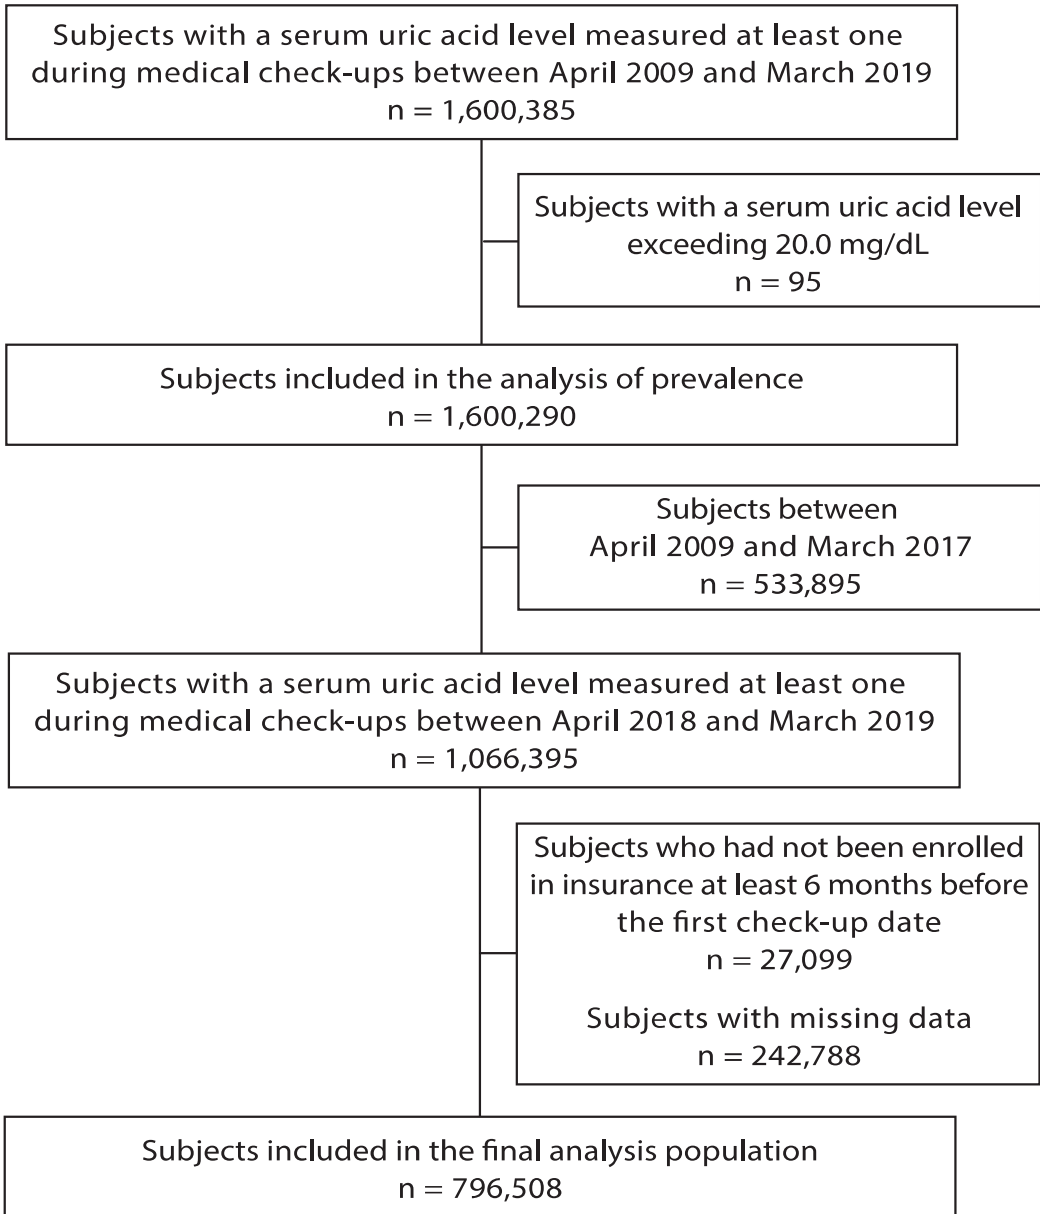 Subjects with a serum uric acid level measured at least one
during medical check-ups between April 2009 and March 2019
n = 1,600,385
Subjects with a serum uric acid level
exceeding 20.0 mg/dL
n = 95
Subjects included in the analysis of prevalence
n = 1,600,290
Subjects between
April 2009 and March 2017
n = 533,895
Subjects with a serum uric acid level measured at least one
during medical check-ups between April 2018 and March 2019
n = 1,066,395
Subjects who had not been enrolled
in insurance at least 6 months before
the first check-up date
n = 27,099
Subjects with missing data
n = 242,788
Subjects included in the final analysis population
n = 796,508